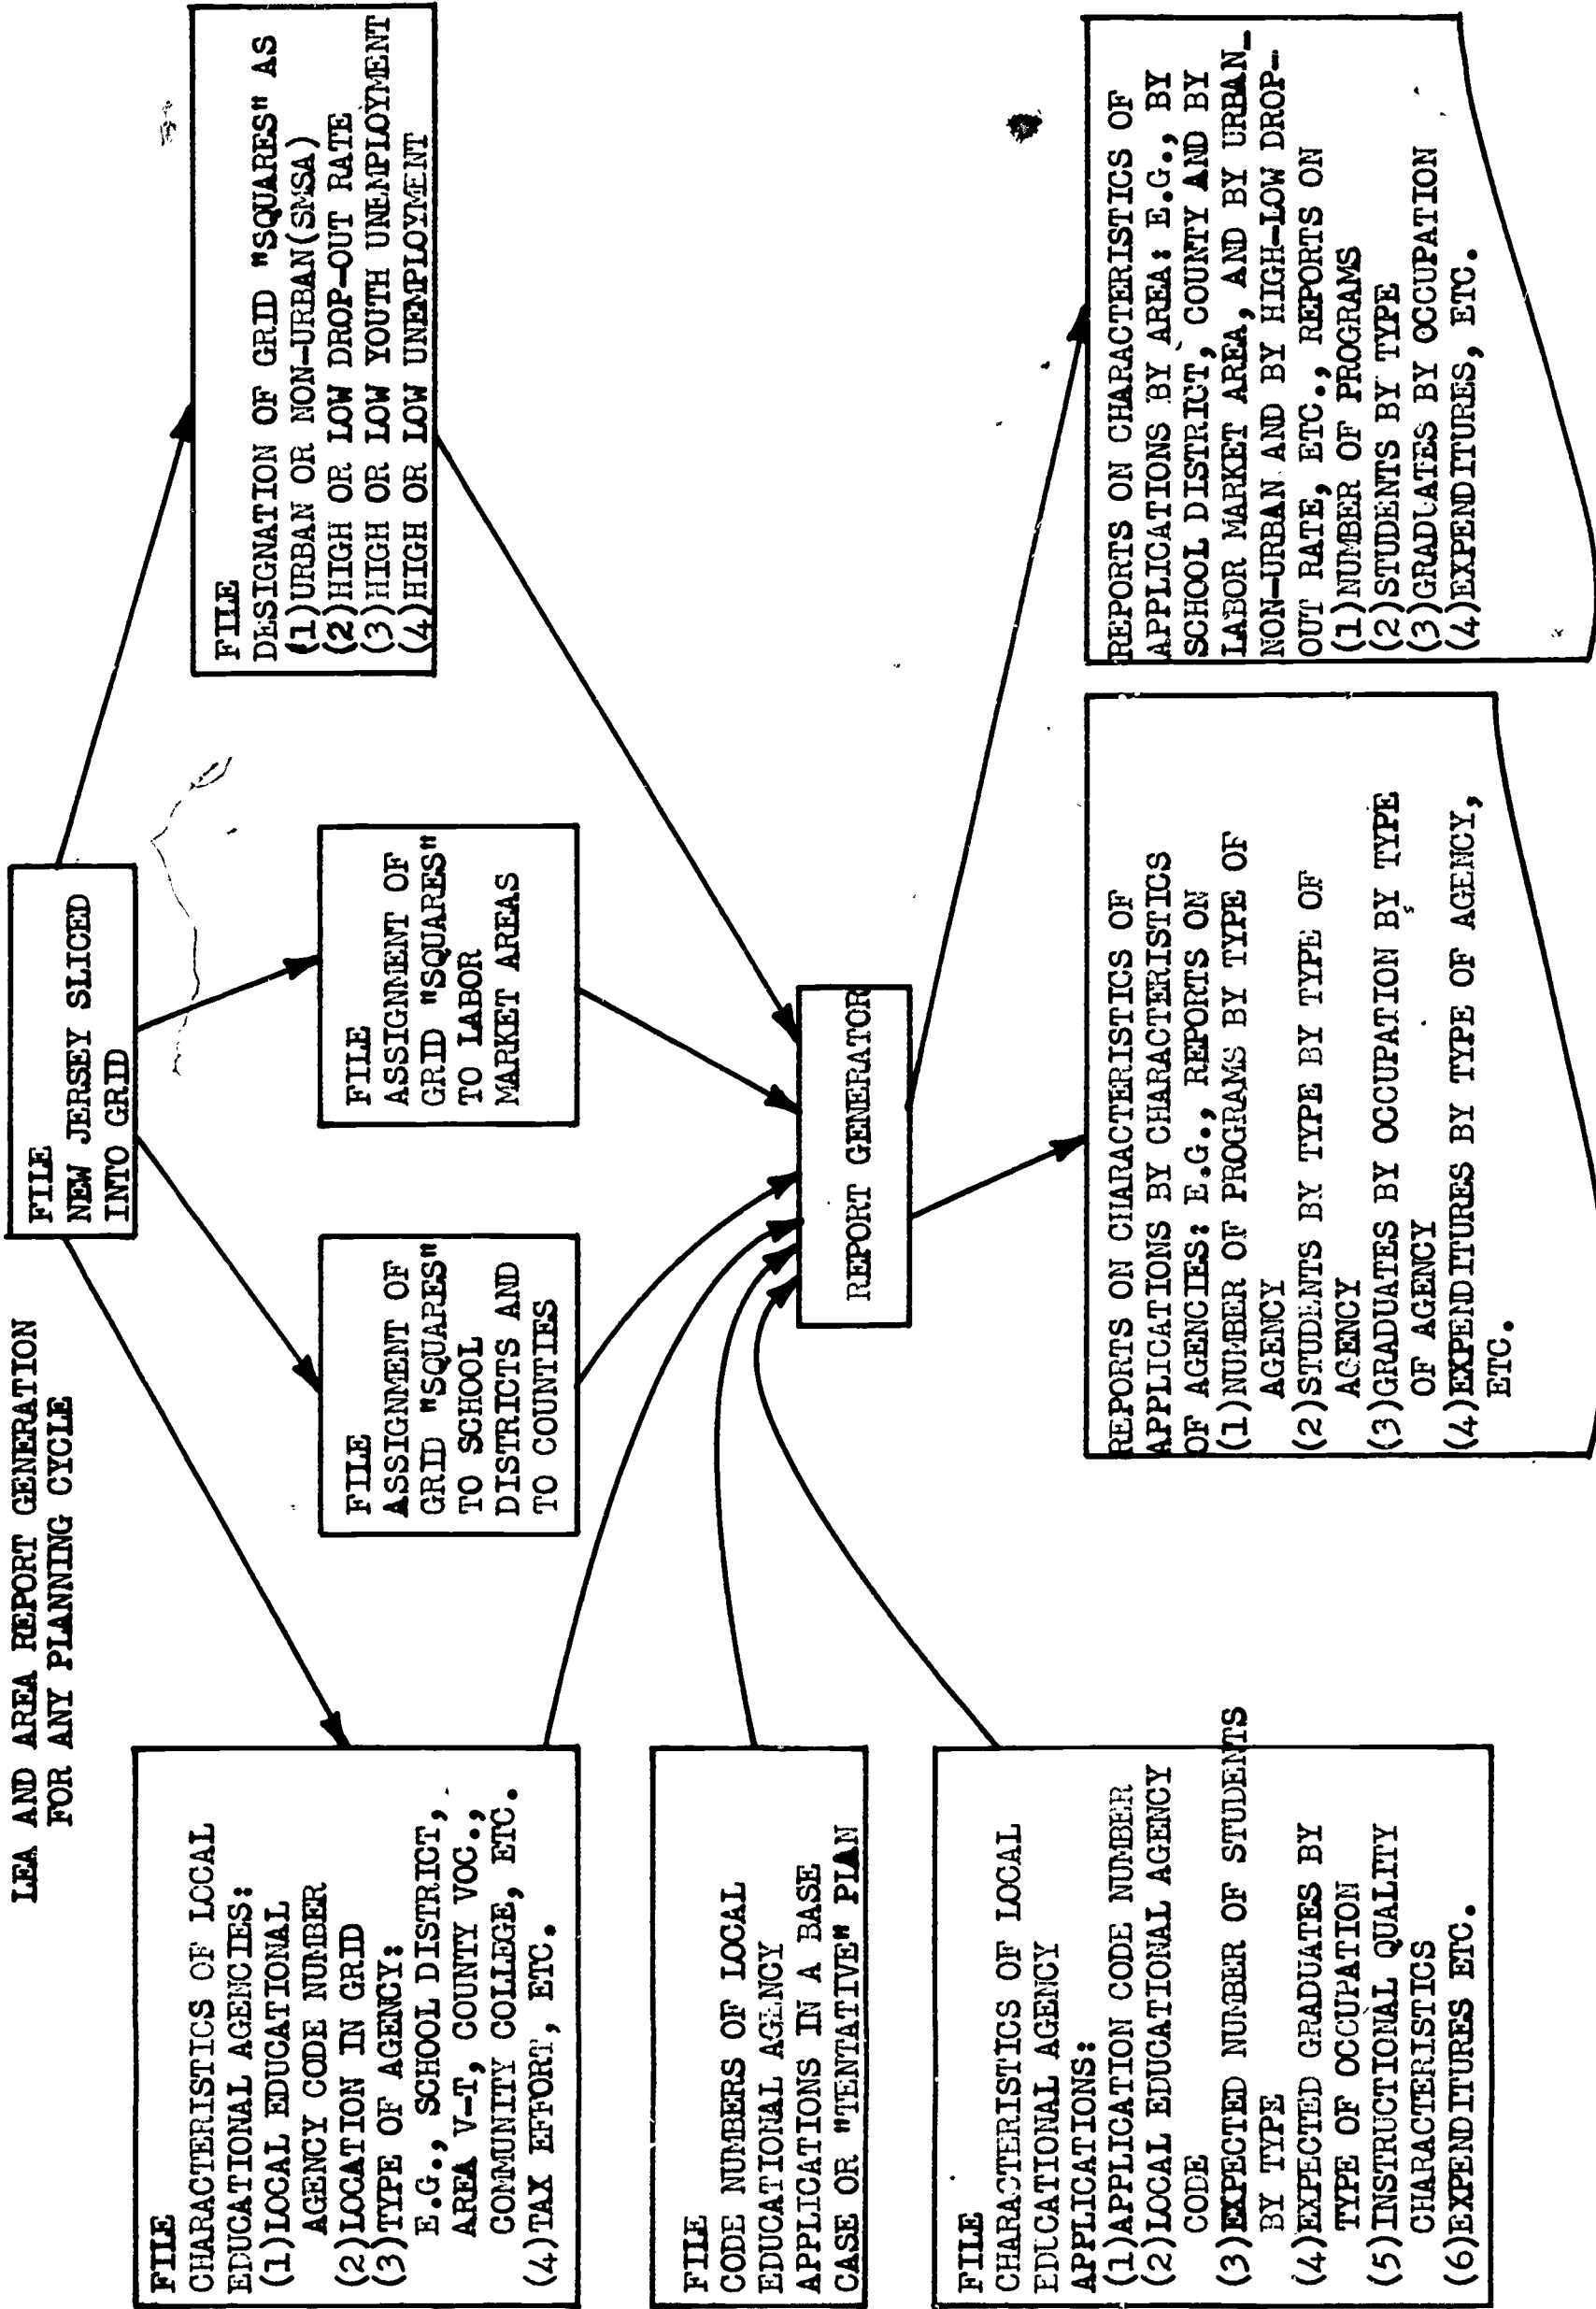 LEA AND AREA REPORT GENERATION
FOR ANY PLANNING CYCLE
FILE
NEW JERSEY SLICED
INTO GRID
FILE
CHARACTERISTICS OF LOCAL
EDUCATIONAL AGENCIES:
(1)LOCAL EDUCATIONAL
AGENCY CODE NUMBER
(2)LOCATION IN GRID
(3)TYPE OF AGENCY:
E.G., SCHOOL DISTRICT,
AREA V-T, COUNTY VOC.,
COMMUNITY COLLEGE, ETC.
(4)TAX EFFORT, ETC.
FILE
ASSIGNMENT OF
GRID "SQUARES"
TO SCHOOL
DISTRICTS AND
TO COUNTIES
FILE
ASSIGNMENT OF
GRID "SQUARES"
TO LABOR
MARKET AREAS
FILE
DESIGNATION OF GRID "SQUARES" AS
(1)URBAN OR NON-URBAN(SMSA)
(2)HIGH OR LOW DROP-OUT RATE
(3)HIGH OR LOW YOUTH UNEMPLOYMENT
(4)HIGH OR LOW UNEMPLOYMENT
FILE
CODE NUMBERS OF LOCAL
EDUCATIONAL AGENCY
APPLICATIONS IN A BASE
CASE OR "TENTATIVE" PLAN
REPORT GENERATOR
FILE
CHARACTERISTICS OF LOCAL
EDUCATIONAL AGENCY
APPLICATIONS:
(1)APPLICATION CODE NUMBER
(2)LOCAL EDUCATIONAL AGENCY
CODE
(3)EXPECTED NUMBER OF STUDENTS
BY TYPE
(4)EXPECTED GRADUATES BY
TYPE OF OCCUPATION
(5)INSTRUCTIONAL QUALITY
CHARACTERISTICS
(6)EXPENDITURES ETC.
REPORTS ON CHARACTERISTICS OF
APPLICATIONS BY CHARACTERISTICS
OF AGENCIES: E.G., REPORTS ON
(1)NUMBER OF PROGRAMS BY TYPE OF
AGENCY
(2)STUDENTS BY TYPE BY TYPE OF
AGENCY
(3)GRADUATES BY OCCUPATION BY TYPE
OF AGENCY
(4)EXPENDITURES BY TYPE OF AGENCY,
ETC.
REPORTS ON CHARACTERISTICS OF
APPLICATIONS BY AREA: E.G., BY
SCHOOL DISTRICT, COUNTY AND BY
LABOR MARKET AREA, AND BY URBAN_
NON-URBAN AND BY HIGH-LOW DROP-
OUT RATE, ETC., REPORTS ON
(1)NUMBER OF PROGRAMS
(2)STUDENTS BY TYPE
(3)GRADUATES BY OCCUPATION
(4)EXPENDITURES, ETC.